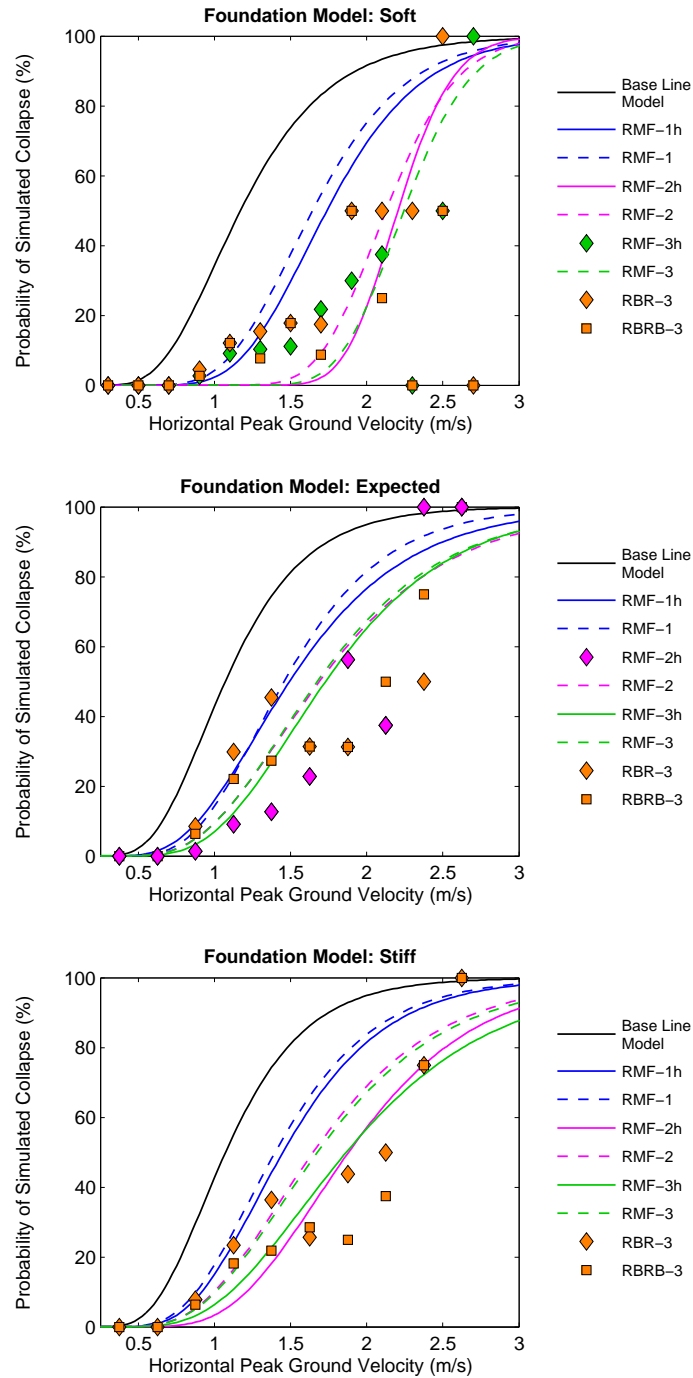 Foundation Model: Soft
100
80
60
40
20
0
Probability of Simulated Collapse (%)
0.5 1 1.5 2 2.5 3
Horizontal Peak Ground Velocity (m/s)
Base Line
Model
RMF−1h
RMF−1
RMF−2h
RMF−2
RMF−3h
RMF−3
RBR−3
RBRB−3
Foundation Model: Expected
100
80
60
40
20
0
Probability of Simulated Collapse (%)
0.5 1 1.5 2 2.5 3
Horizontal Peak Ground Velocity (m/s)
Base Line
Model
RMF−1h
RMF−1
RMF−2h
RMF−2
RMF−3h
RMF−3
RBR−3
RBRB−3
Foundation Model: Stiff
100
80
60
40
20
0
Probability of Simulated Collapse (%)
0.5 1 1.5 2 2.5 3
Horizontal Peak Ground Velocity (m/s)
Base Line
Model
RMF−1h
RMF−1
RMF−2h
RMF−2
RMF−3h
RMF−3
RBR−3
RBRB−3